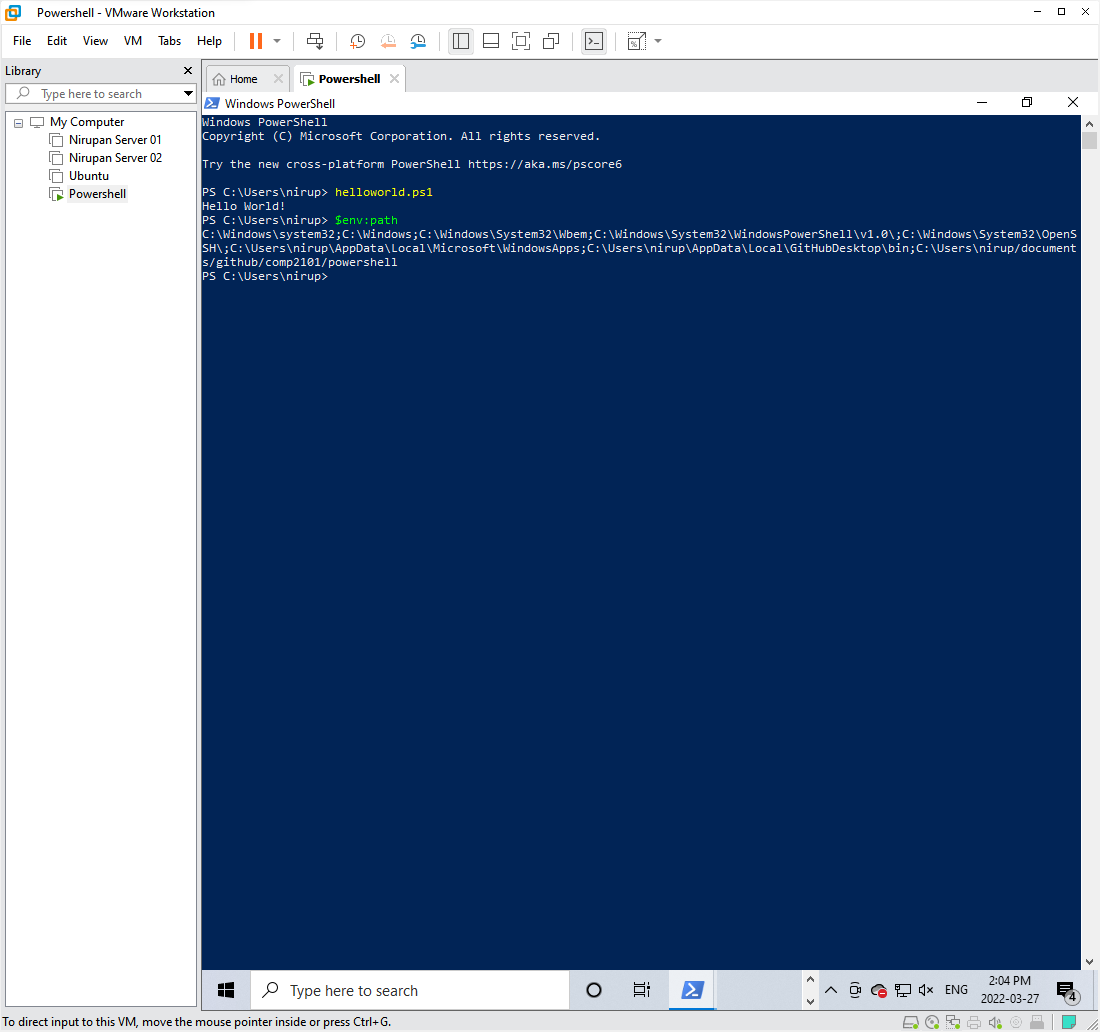 Powershell - VMware Workstation
File Edit View VM Tabs Help
Library
Home
Powershell
Type here to search
Windows PowerShell
My Computer
Nirupan Server 01
Nirupan Server 02
Ubuntu
Powershell
Windows PowerShell
Copyright (C) Microsoft Corporation. All rights reserved.
Try the new cross-platform PowerShell https://aka.ms/pscore6
PS C:\Users\nirup> helloworld.ps1
Hello World!
PS C:\Users\nirup> $env:path
C:\Windows\system32;C:\Windows;C:\Windows\System32\Wbem;C:\Windows\System32\WindowsPowerShell\v1.0\;C:\Windows\System32\OpenS
SH\;C:\Users\nirup\AppData\Local\Microsoft\WindowsApps;C:\Users\nirup\AppData\Local\GitHubDesktop\bin;C:\Users\nirup/document
s/github/comp2101/powershell
PS C:\Users\nirup>
Type here to search
ENG
2:04 PM
2022-03-27
4
To direct input to this VM, move the mouse pointer inside or press Ctrl+G.